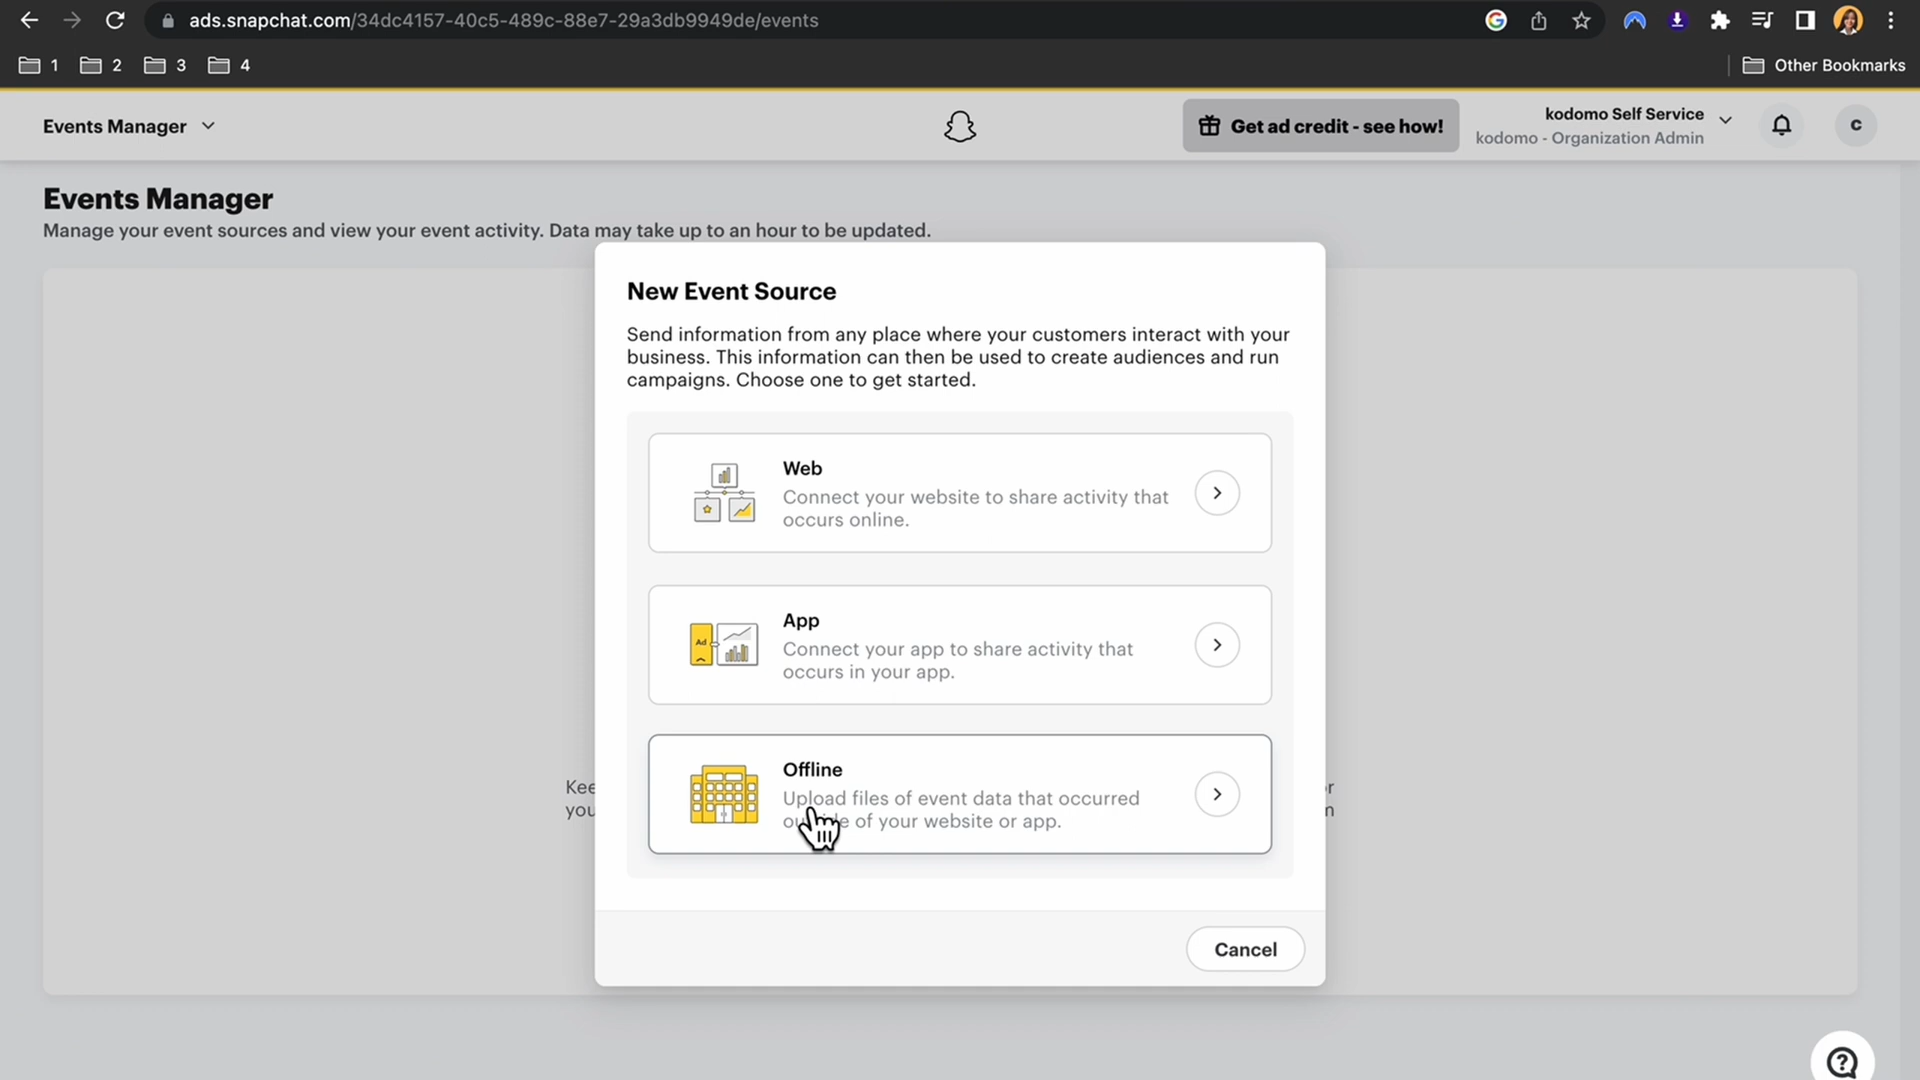 ads.snapchat.com/34dc4157-40c5-489c-88e7-29a3db9949de/events
1 2 3 4 Other Bookmarks
Events Manager
Get ad credit - see how!
kodomo Self Service
kodomo - Organization Admin
C
Events Manager
Manage your event sources and view your event activity. Data may take up to an hour to be updated.
New Event Source
Send information from any place where your customers interact with your
business. This information can then be used to create audiences and run
campaigns. Choose one to get started.
Web
Connect your website to share activity that
occurs online.
App
Connect your app to share activity that
occurs in your app.
Ad
Offline
Upload files of event data that occurred
of your website or app.
Cancel